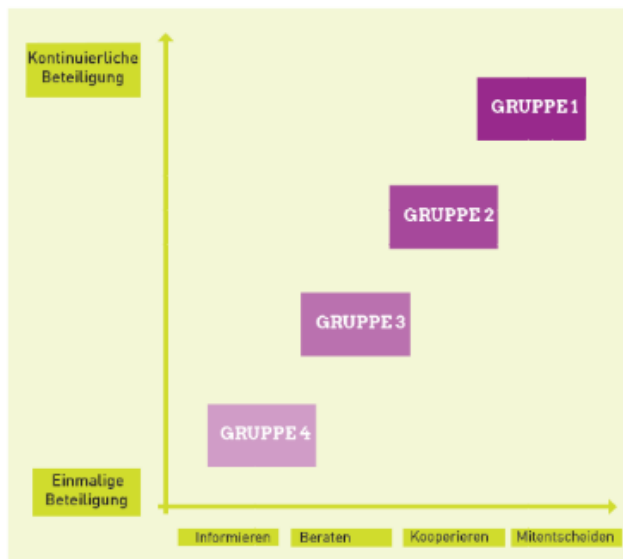 Kontinuierliche
Beteiligung
GRUPPE 1
GRUPPE 2
GRUPPE 3
GRUPPE 4
Einmalige
Beteiligung
Informieren Beraten Kooperieren Mitentscheiden